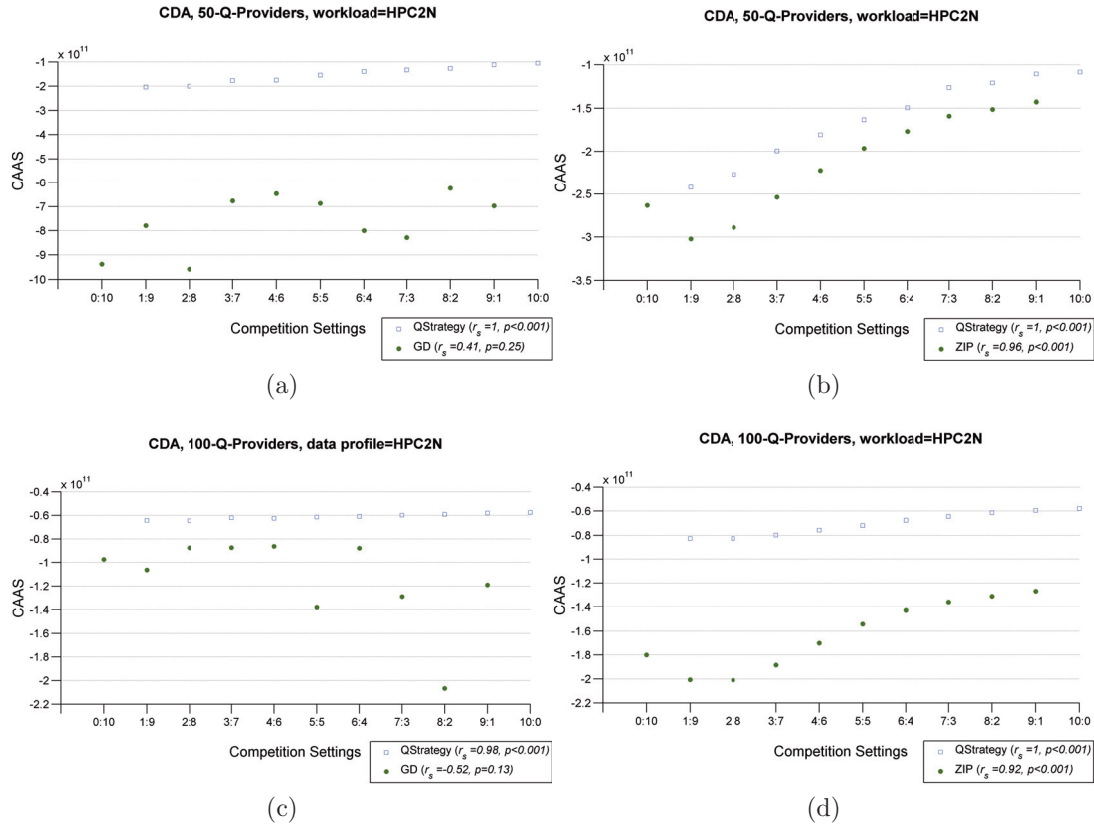 CDA, 50-Q-Providers, workload=HPC2N
x 10^11
-1
-2
-3
-4
-5
-6
-7
-8
-9
-10
CAAS
0:10 1:9 2:8 3:7 4:6 5:5 6:4 7:3 8:2 9:1 10:0
Competition Settings
QStrategy (r_s =1, p<0.001)
GD (r_s =0.41, p=0.25)
(a)
CDA, 50-Q-Providers, workload=HPC2N
x 10^11
-1
-1.5
-2
-2.5
-3
-3.5
CAAS
0:10 1:9 2:8 3:7 4:6 5:5 6:4 7:3 8:2 9:1 10:0
Competition Settings
QStrategy (r_s =1, p<0.001)
ZIP (r_s =0.96, p<0.001)
(b)
CDA, 100-Q-Providers, data profile=HPC2N
x 10^11
-0.4
-0.6
-0.8
-1
-1.2
-1.4
-1.6
-1.8
-2
-2.2
CAAS
0:10 1:9 2:8 3:7 4:6 5:5 6:4 7:3 8:2 9:1 10:0
Competition Settings
QStrategy (r_s =0.98, p<0.001)
GD (r_s =-0.52, p=0.13)
(c)
CDA, 100-Q-Providers, workload=HPC2N
x 10^11
-0.4
-0.6
-0.8
-1
-1.2
-1.4
-1.6
-1.8
-2
-2.2
CAAS
0:10 1:9 2:8 3:7 4:6 5:5 6:4 7:3 8:2 9:1 10:0
Competition Settings
QStrategy (r_s =1, p<0.001)
ZIP (r_s =0.92, p<0.001)
(d)